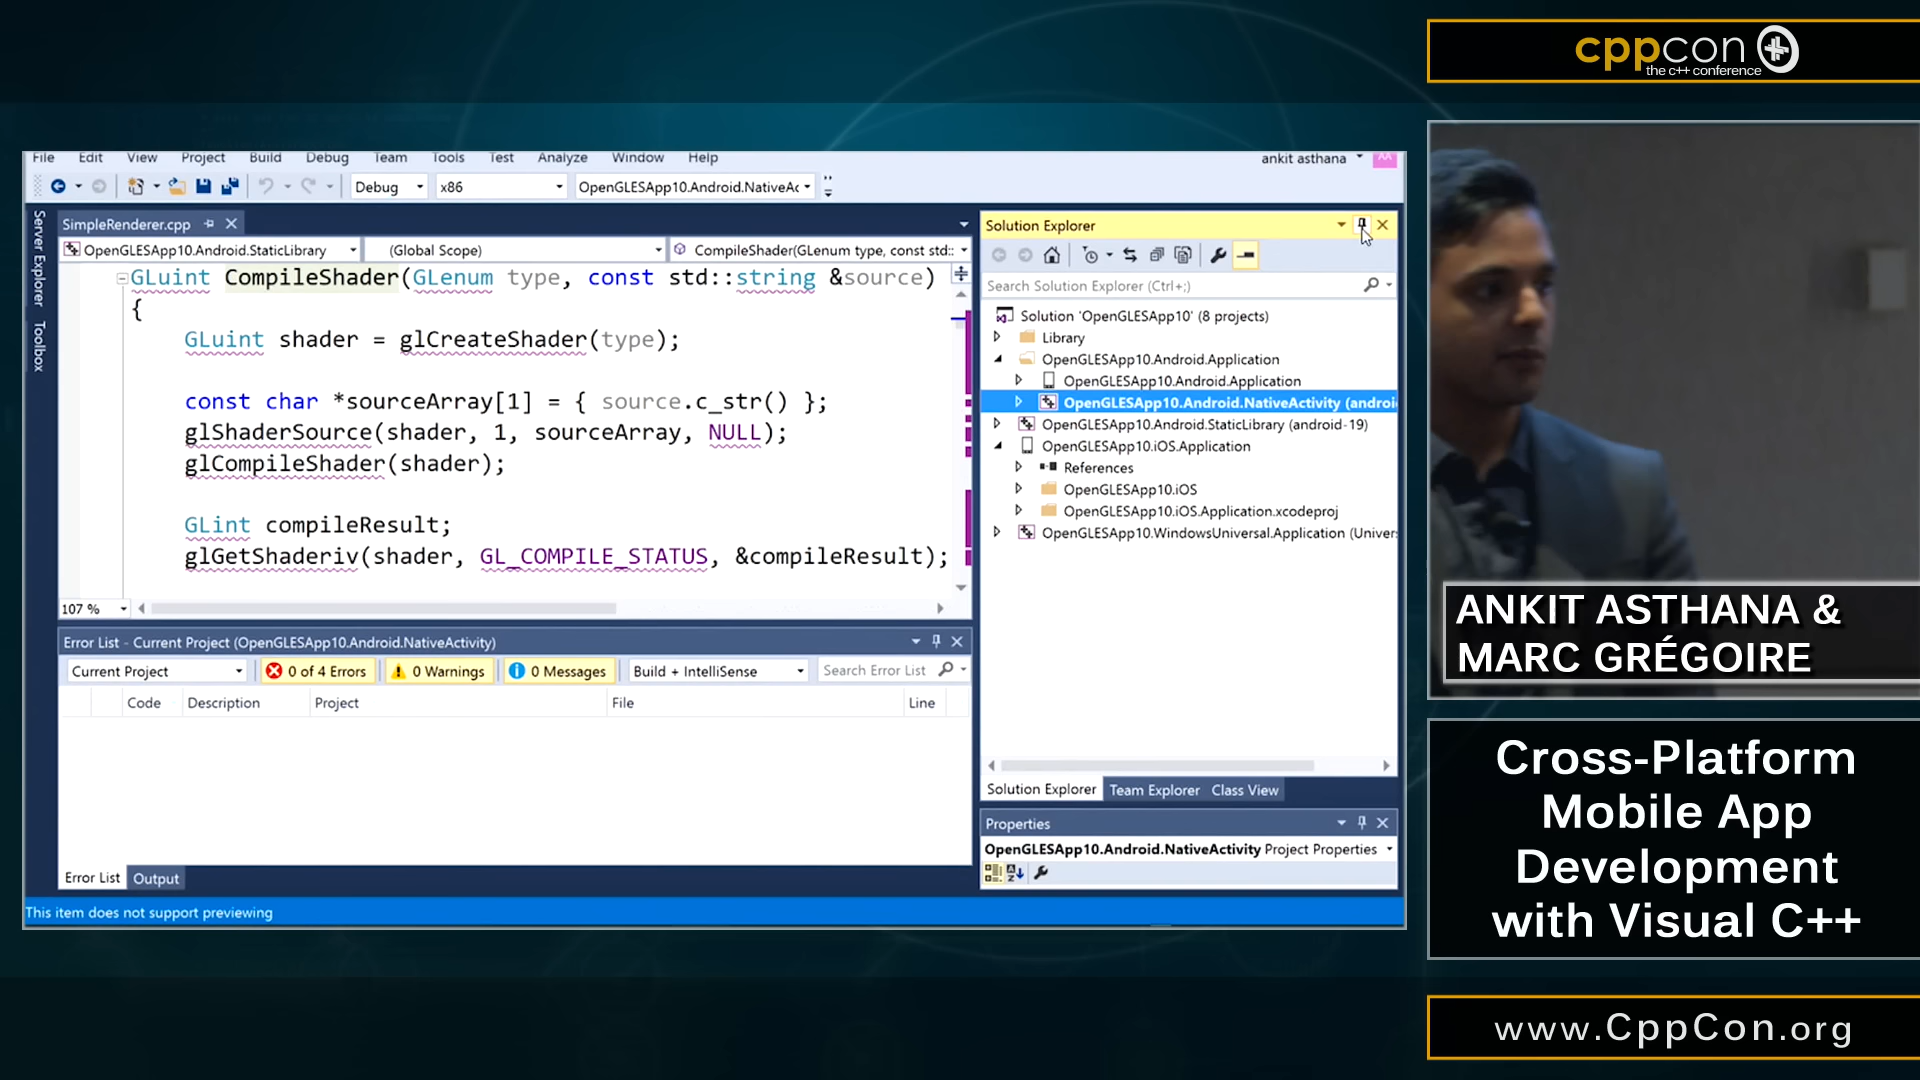 cppcon
the c++ conference
File Edit View Project Build Debug Team Tools Test Analyze Window Help
ankit asthana
AA
Debug x86 OpenGLESApp10.Android.NativeAc
Server Explorer
Toolbox
SimpleRenderer.cpp
OpenGLESApp10.Android.StaticLibrary (Global Scope) CompileShader(GLenum type, const std::
GLuint CompileShader(GLenum type, const std::string &source)
{
GLuint shader = glCreateShader(type);
const char *sourceArray[1] = { source.c_str() };
glShaderSource(shader, 1, sourceArray, NULL);
glCompileShader(shader);
GLint compileResult;
glGetShaderiv(shader, GL_COMPILE_STATUS, &compileResult);
107 %
Error List - Current Project (OpenGLESApp10.Android.NativeActivity)
Current Project 0 of 4 Errors 0 Warnings 0 Messages Build + IntelliSense Search Error List
Code Description Project File Line
Error List Output
This item does not support previewing
Solution Explorer
Search Solution Explorer (Ctrl+;)
Solution 'OpenGLESApp10' (8 projects)
Library
OpenGLESApp10.Android.Application
OpenGLESApp10.Android.Application
OpenGLESApp10.Android.NativeActivity (androi
OpenGLESApp10.Android.StaticLibrary (android-19)
OpenGLESApp10.iOS.Application
References
OpenGLESApp10.iOS
OpenGLESApp10.iOS.Application.xcodeproj
OpenGLESApp10.WindowsUniversal.Application (Univer
Solution Explorer Team Explorer Class View
Properties
OpenGLESApp10.Android.NativeActivity Project Properties
ANKIT ASTHANA &
MARC GRÉGOIRE
Cross-Platform
Mobile App
Development
with Visual C++
www.CppCon.org